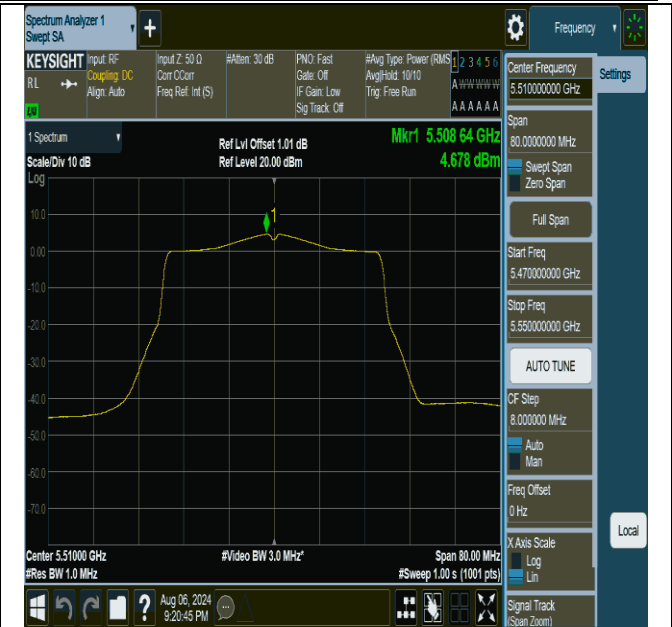 Spectrum Analyzer 1
Swept SA
+
Frequency
KEYSIGHT
RL
Input: RF
Coupling: DC
Align: Auto
Input Z: 50 Ω
Corr CCorr
Freq Ref: Int (S)
#Atten: 30 dB
PNO: Fast
Gate: Off
IF Gain: Low
Sig Track: Off
#Avg Type: Power (RMS
Avg|Hold: 10/10
Trig: Free Run
1 2 3 4 5 6
A W W W W W
A A A A A A
1 Spectrum
Scale/Div 10 dB
Log
Ref Lvl Offset 1.01 dB
Ref Level 20.00 dBm
Mkr1 5.508 64 GHz
4.678 dBm
1
10.0
0.00
-10.0
-20.0
-30.0
-40.0
-50.0
-60.0
-70.0
Center 5.51000 GHz
#Res BW 1.0 MHz
#Video BW 3.0 MHz*
Span 80.00 MHz
#Sweep 1.00 s (1001 pts)
Aug 06, 2024
9:20:45 PM
Center Frequency
5.510000000 GHz
Settings
Span
80.0000000 MHz
Swept Span
Zero Span
Full Span
Start Freq
5.470000000 GHz
Stop Freq
5.550000000 GHz
AUTO TUNE
CF Step
8.000000 MHz
Auto
Man
Freq Offset
0 Hz
X Axis Scale
Log
Lin
Local
Signal Track
(Span Zoom)